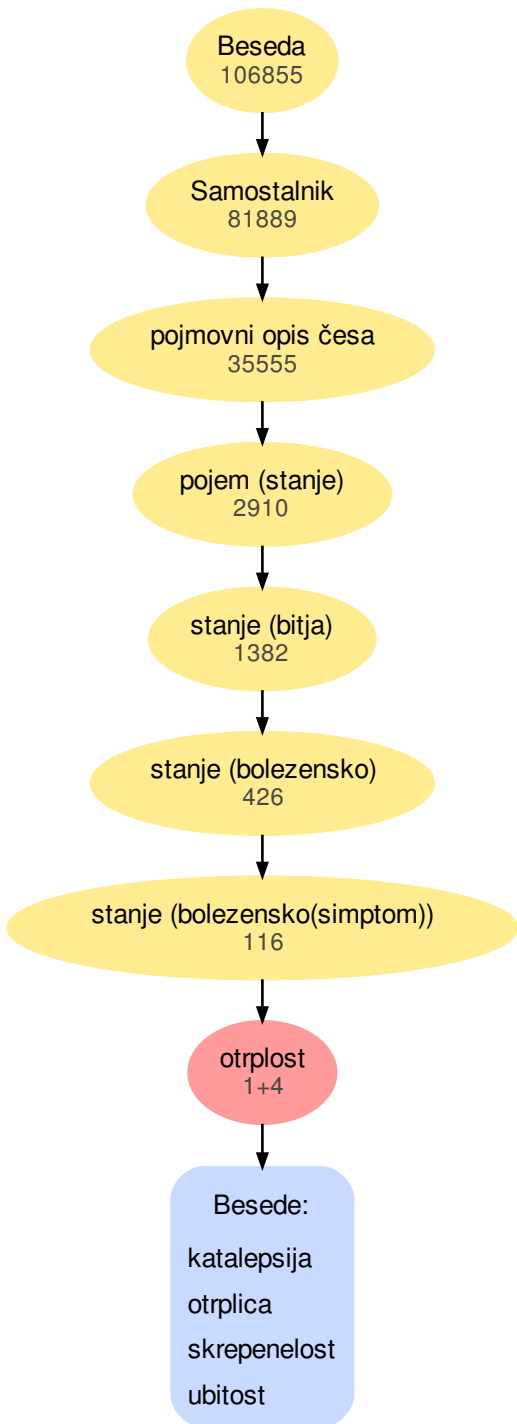 Beseda
106855
Samostalnik
81889
pojmovni opis česa
35555
pojem (stanje)
2910
stanje (bitja)
1382
stanje (bolezensko)
426
stanje (bolezensko(simptom))
116
otrplost
1+4
Besede:
katalepsija
otrplica
skrepenelost
ubitost